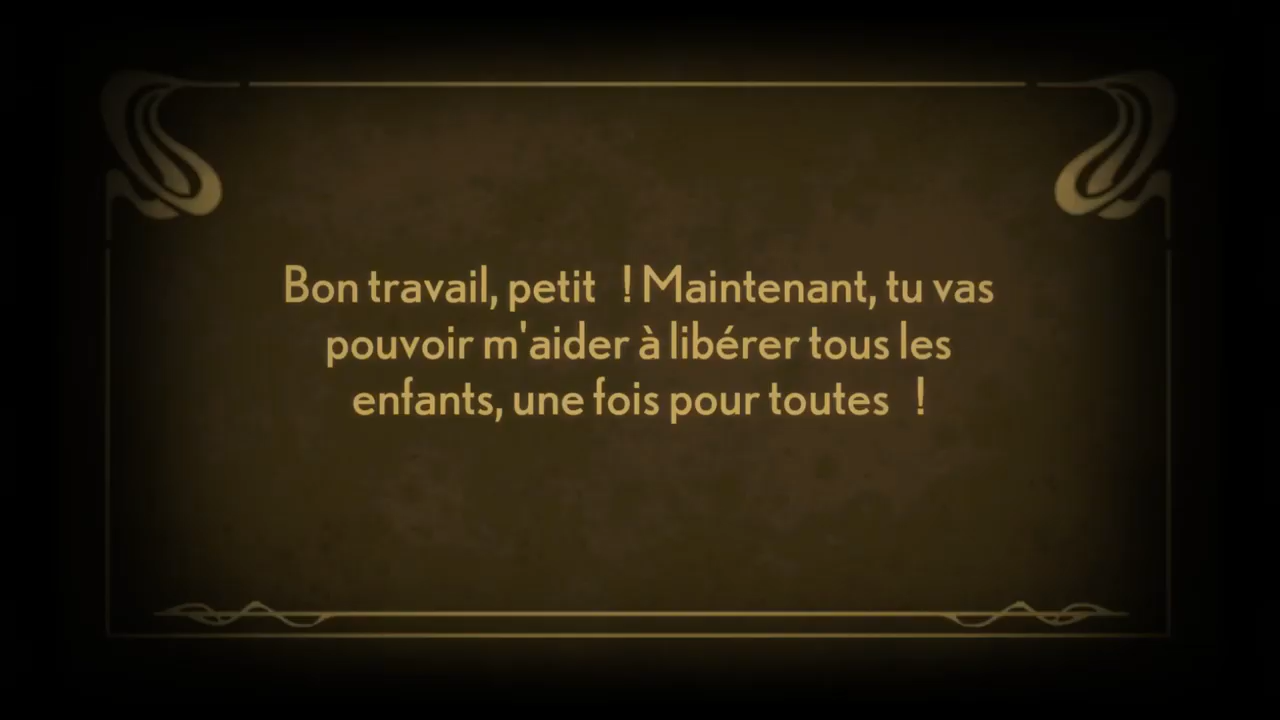 Bon travail, petit  ! Maintenant, tu vas
pouvoir m'aider à libérer tous les
enfants, une fois pour toutes  !